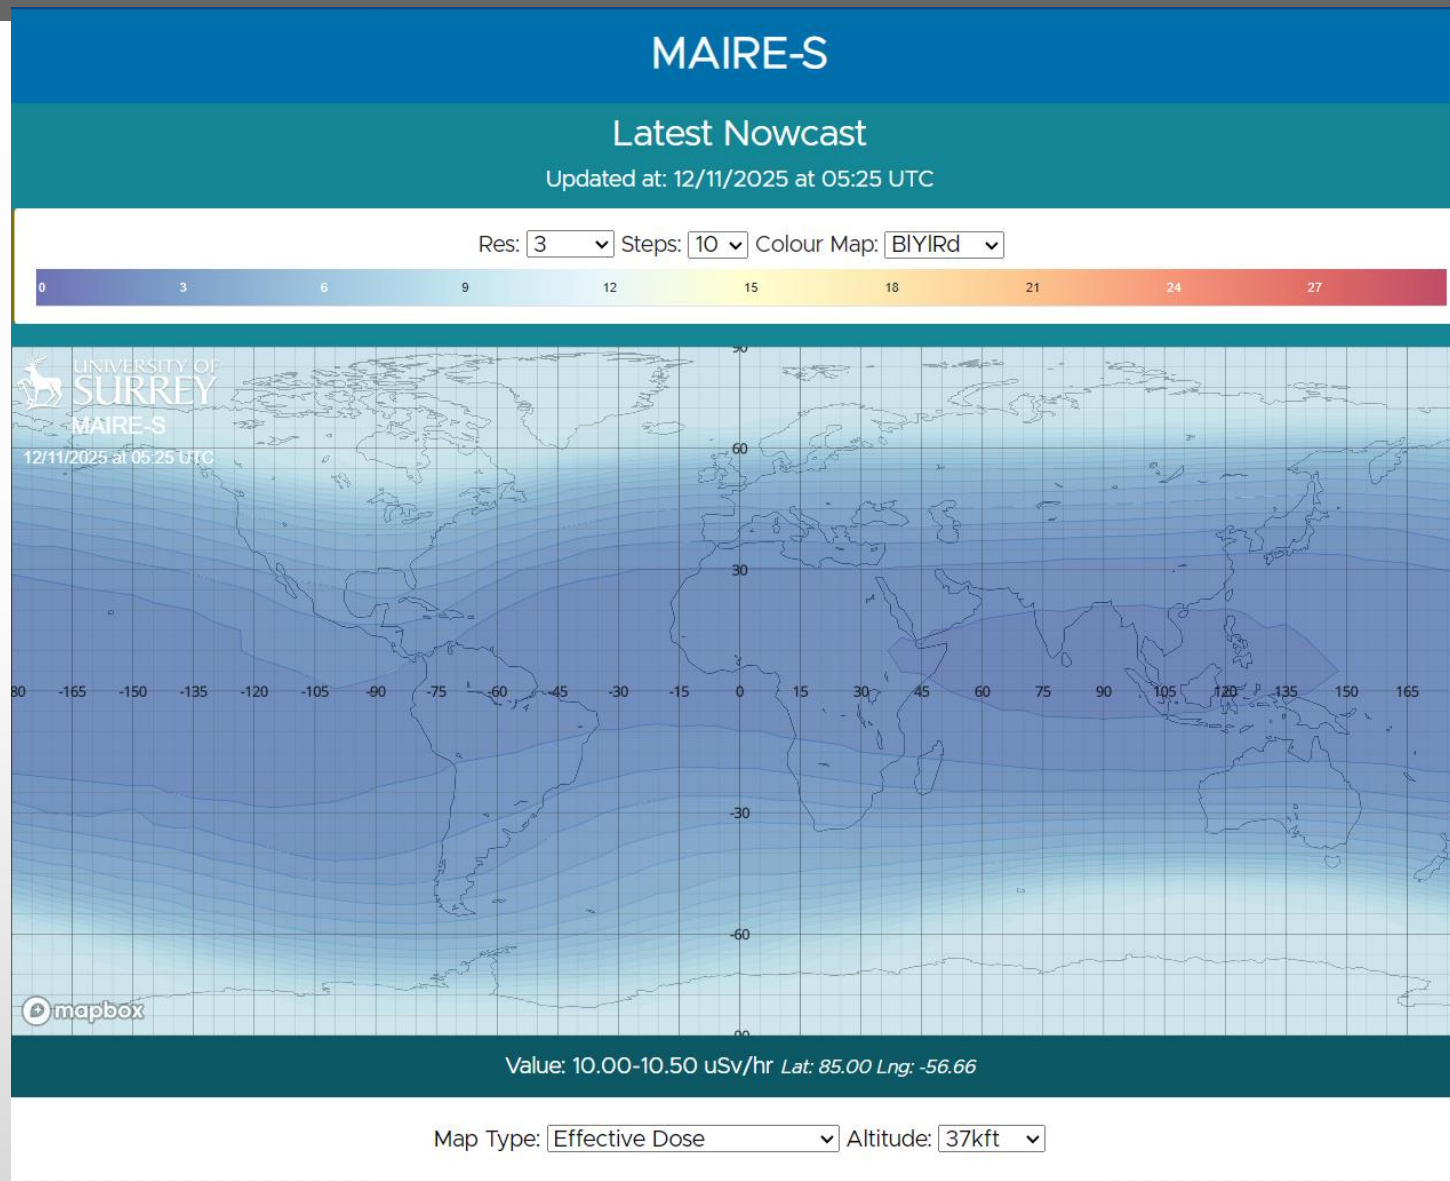 MAIRE-S
Latest Nowcast
Updated at: 12/11/2025 at 05:25 UTC
Res: 3 Steps: 10 Colour Map: BlYlRd
0 3 6 9 12 15 18 21 24 27
UNIVERSITY OF
SURREY
MAIRE-S
12/11/2025 at 05:25 UTC
90
60
30
80 -165 -150 -135 -120 -105 -90 -75 -60 -45 -30 -15 0 15 30 45 60 75 90 105 120 135 150 165
-30
-60
mapbox
Value: 10.00-10.50 uSv/hr Lat: 85.00 Lng: -56.66
Map Type: Effective Dose Altitude: 37kft